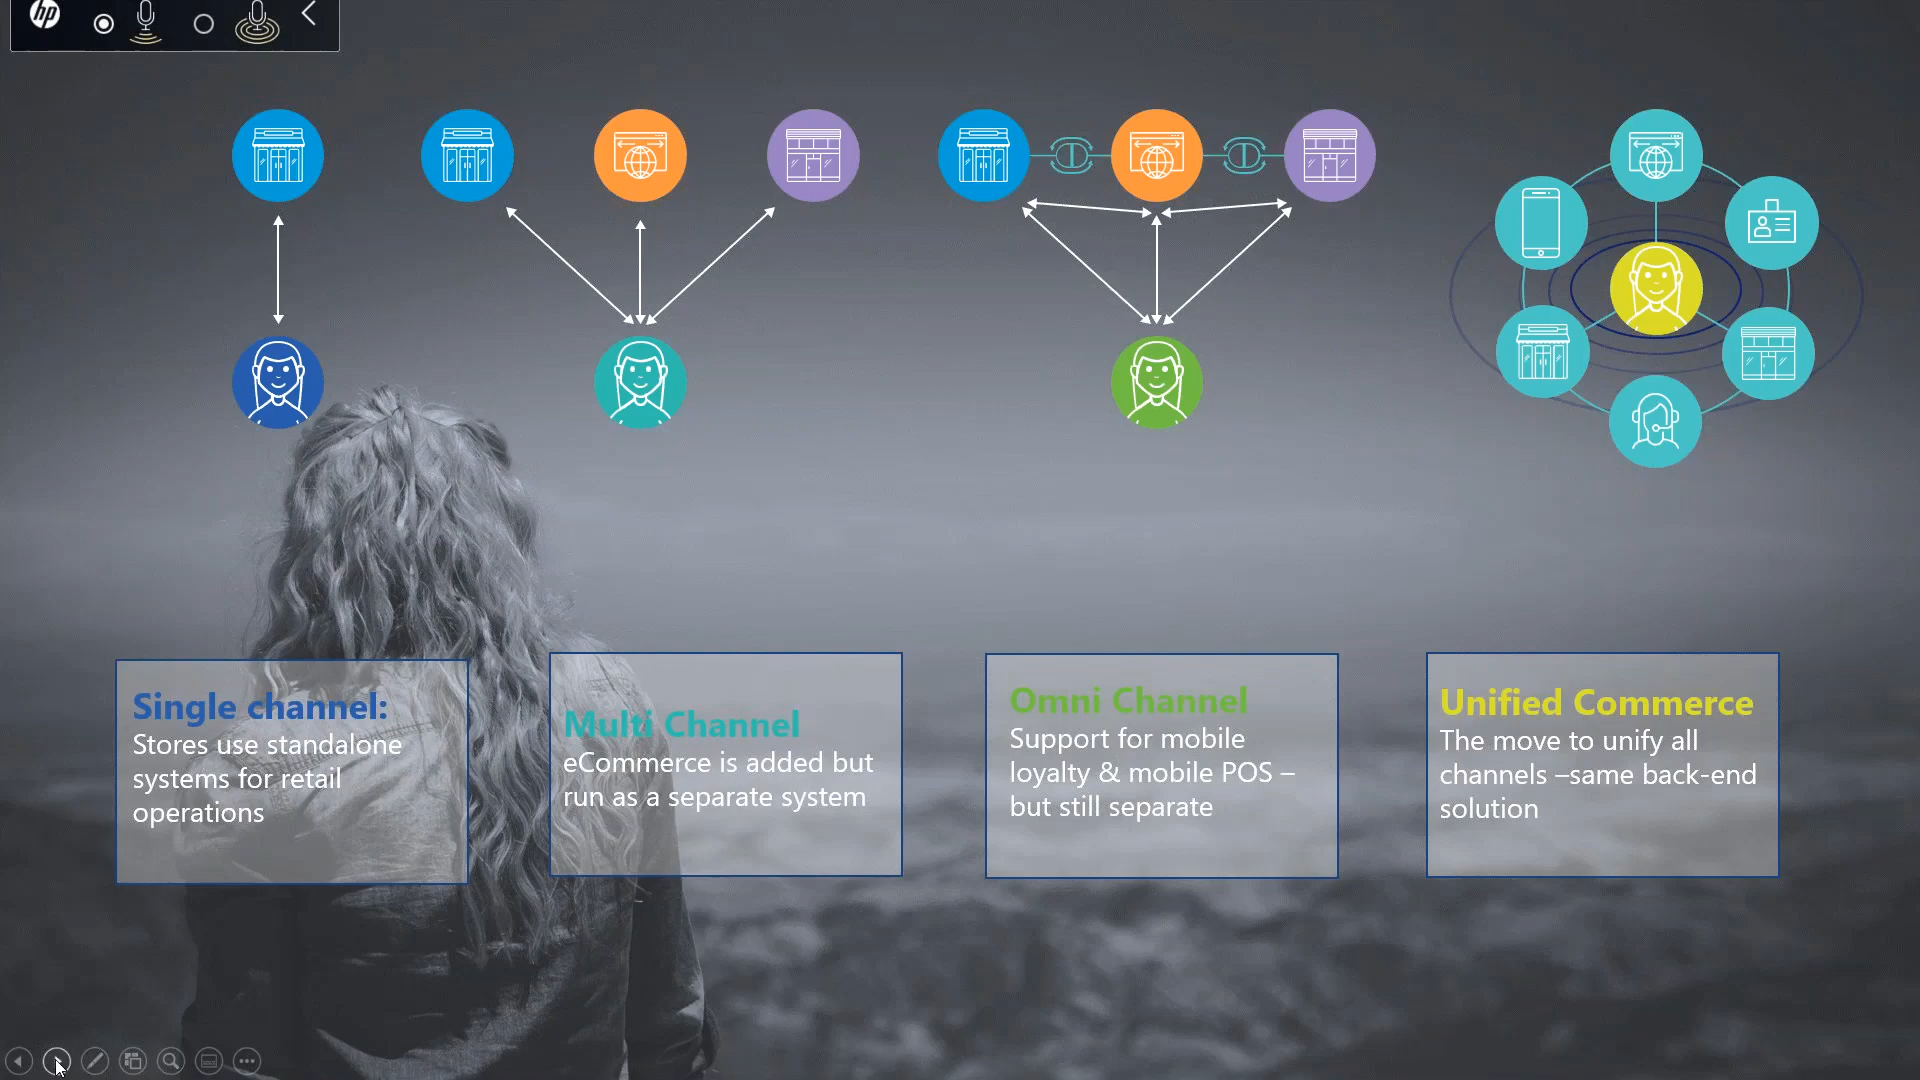 hp
Single channel:
Stores use standalone
systems for retail
operations
Multi Channel
eCommerce is added but
run as a separate system
Omni Channel
Support for mobile
loyalty & mobile POS –
but still separate
Unified Commerce
The move to unify all
channels –same back-end
solution